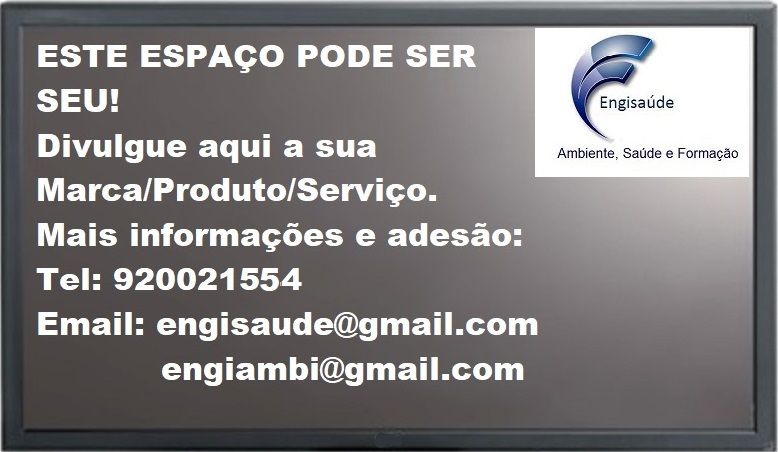 ESTE ESPAÇO PODE SER
SEU!
Divulgue aqui a sua
Marca/Produto/Serviço.
Mais informações e adesão:
Tel: 920021554
Email: engisaude@gmail.com
engiambi@gmail.com
Engisaúde
Ambiente, Saúde e Formação